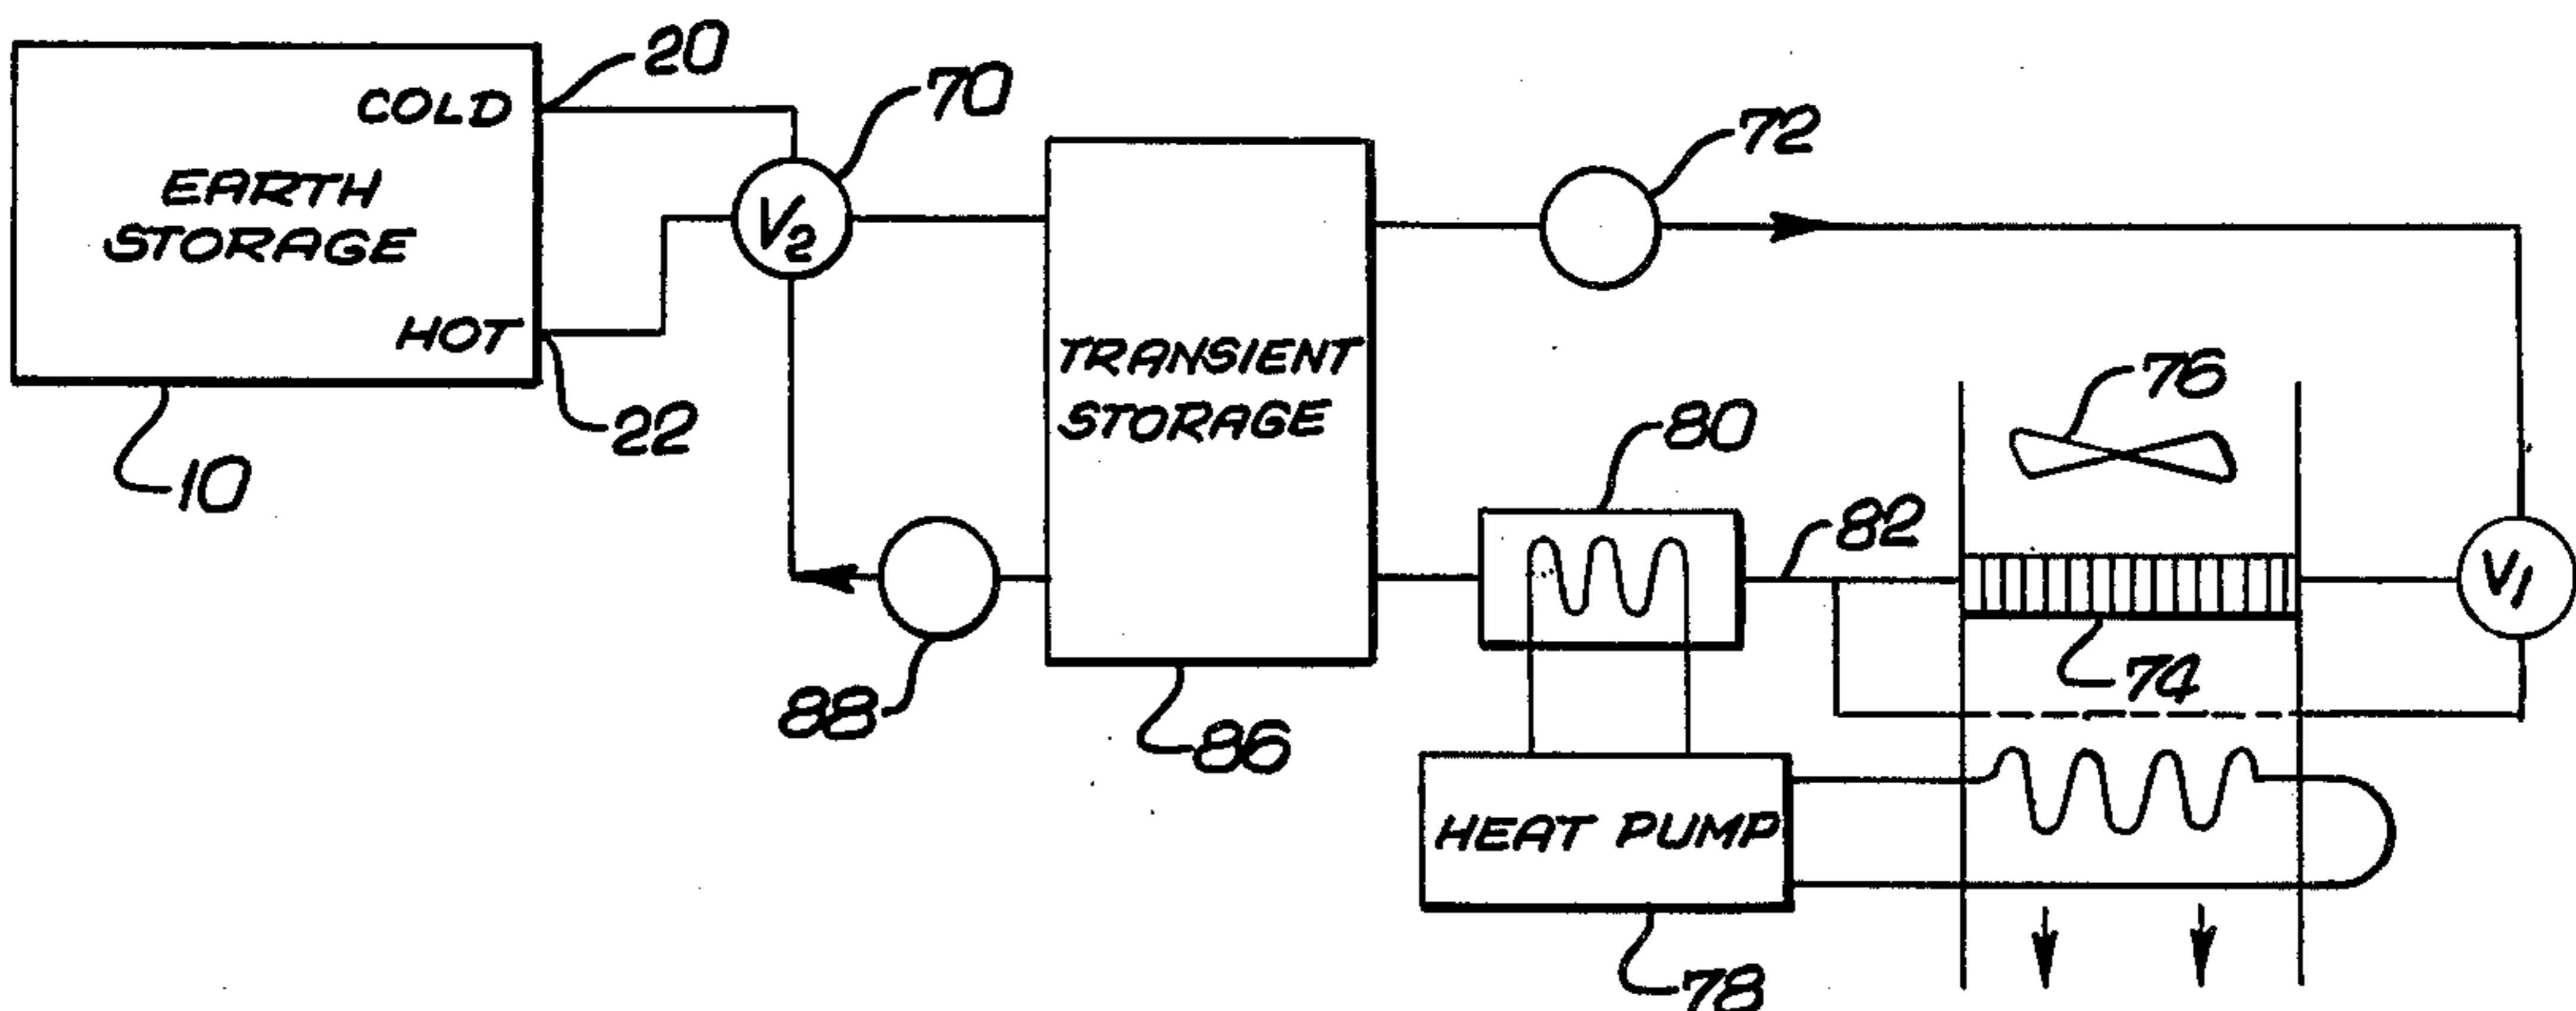 20
COLD
70
72
EARTH
STORAGE
V2
HOT
22
10
TRANSIENT
STORAGE
76
80
82
V1
74
88
86
HEAT PUMP
78